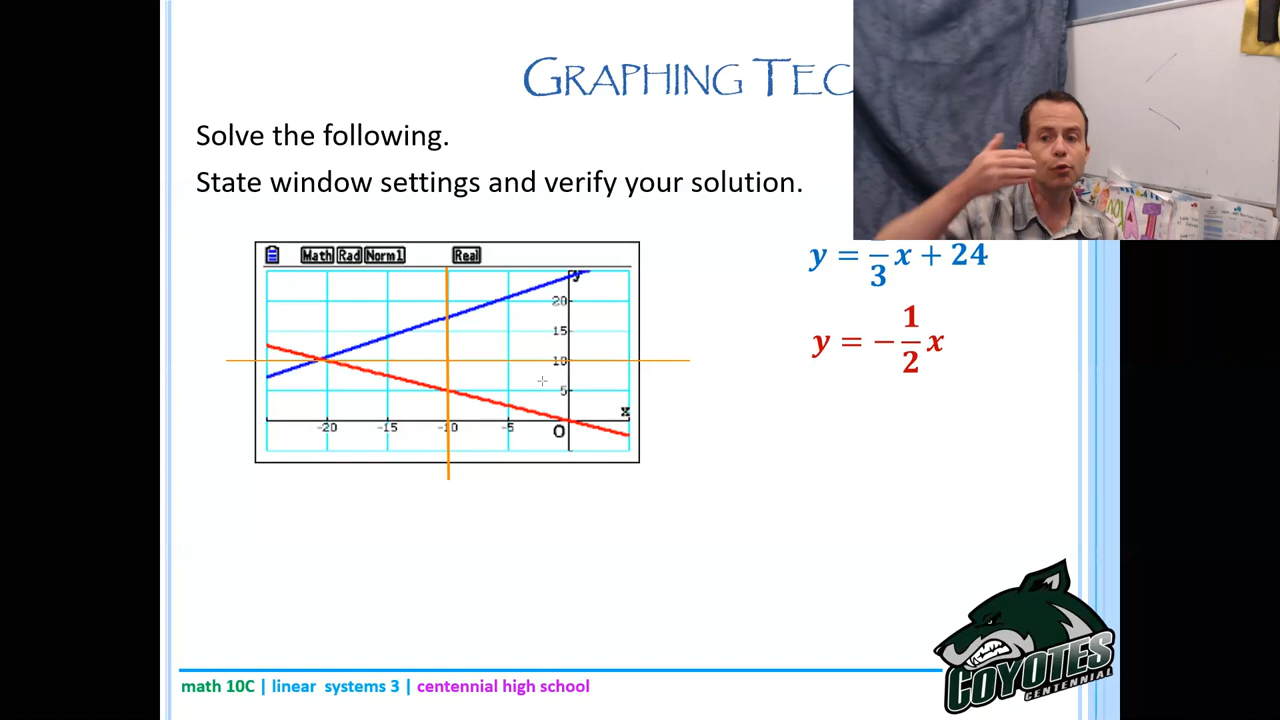 GRAPHING TEC
Solve the following.
State window settings and verify your solution.
Math Rad Norm1 Real
y
20
15
10
5
x
-20 -15 -10 -5 O
y = /3 x + 24
y = -1/2 x
COYOTES
CENTENNIAL
math 10C | linear systems 3 | centennial high school